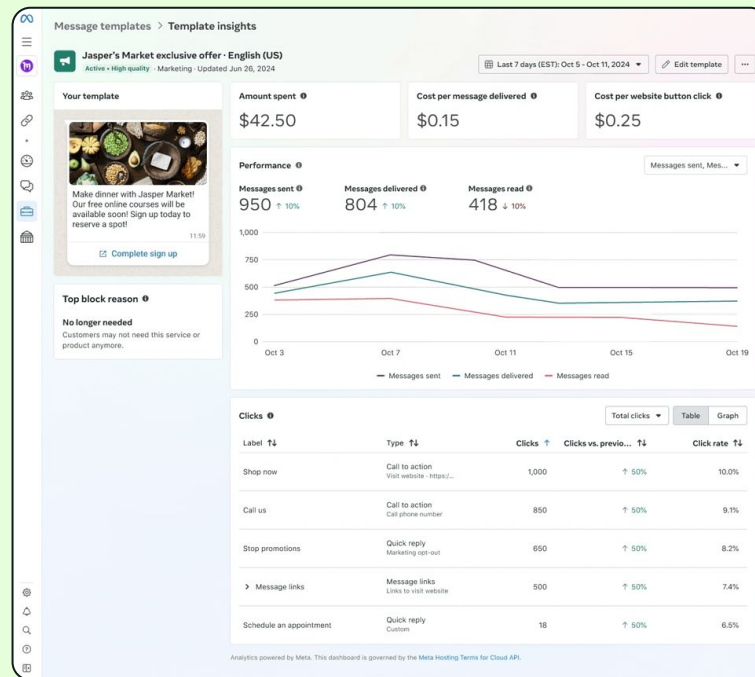 Message templates > Template insights
Jasper's Market exclusive offer · English (US)
Active • High quality · Marketing · Updated Jun 26, 2024
Last 7 days (EST): Oct 5 - Oct 11, 2024
Edit template
Your template
Make dinner with Jasper Market!
Our free online courses will be
available soon! Sign up today to
reserve a spot!
11:59
Complete sign up
Top block reason
No longer needed
Customers may not need this service or
product anymore.
Amount spent
$42.50
Cost per message delivered
$0.15
Cost per website button click
$0.25
Performance
Messages sent, Mes...
Messages sent Messages delivered Messages read
950 ↑ 10% 804 ↑ 10% 418 ↓ 10%
1,000
750
500
250
0
Oct 3 Oct 7 Oct 11 Oct 15 Oct 19
Messages sent Messages delivered Messages read
Clicks
Total clicks Table Graph
Label ↑↓ Type ↑↓ Clicks ↑ Clicks vs. previo... ↑↓ Click rate ↑↓
Shop now Call to action 1,000 ↑ 50% 10.0%
Visit website - https:/...
Call us Call to action 850 ↑ 50% 9.1%
Call phone number
Stop promotions Quick reply 650 ↑ 50% 8.2%
Marketing opt-out
> Message links Message links 500 ↑ 50% 7.4%
Links to visit website
Schedule an appointment Quick reply 18 ↑ 50% 6.5%
Custom
Analytics powered by Meta. This dashboard is governed by the Meta Hosting Terms for Cloud API.